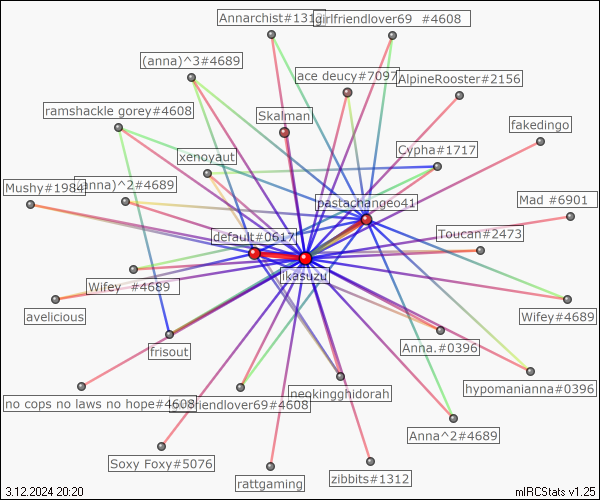 Annarchist#131
girlfriendlover69 #4608
(anna)^3#4689
ace deucy#7097
AlpineRooster#2156
ramshackle gorey#4608
Skalman
fakedingo
xenoyaut
Cypha#1717
Mushy#1984
(anna)^2#4689
pastachangeo41
Mad #6901
default#0617
Toucan#2473
jikasuzu
Wifey #4689
avelicious
Wifey#4689
frisout
Anna.#0396
neokingghidorah
hypomanianna#0396
no cops no laws no hope#4608
friendlover69#4608
Anna^2#4689
Soxy Foxy#5076
rattgaming
zibbits#1312
3.12.2024 20:20
mIRCStats v1.25